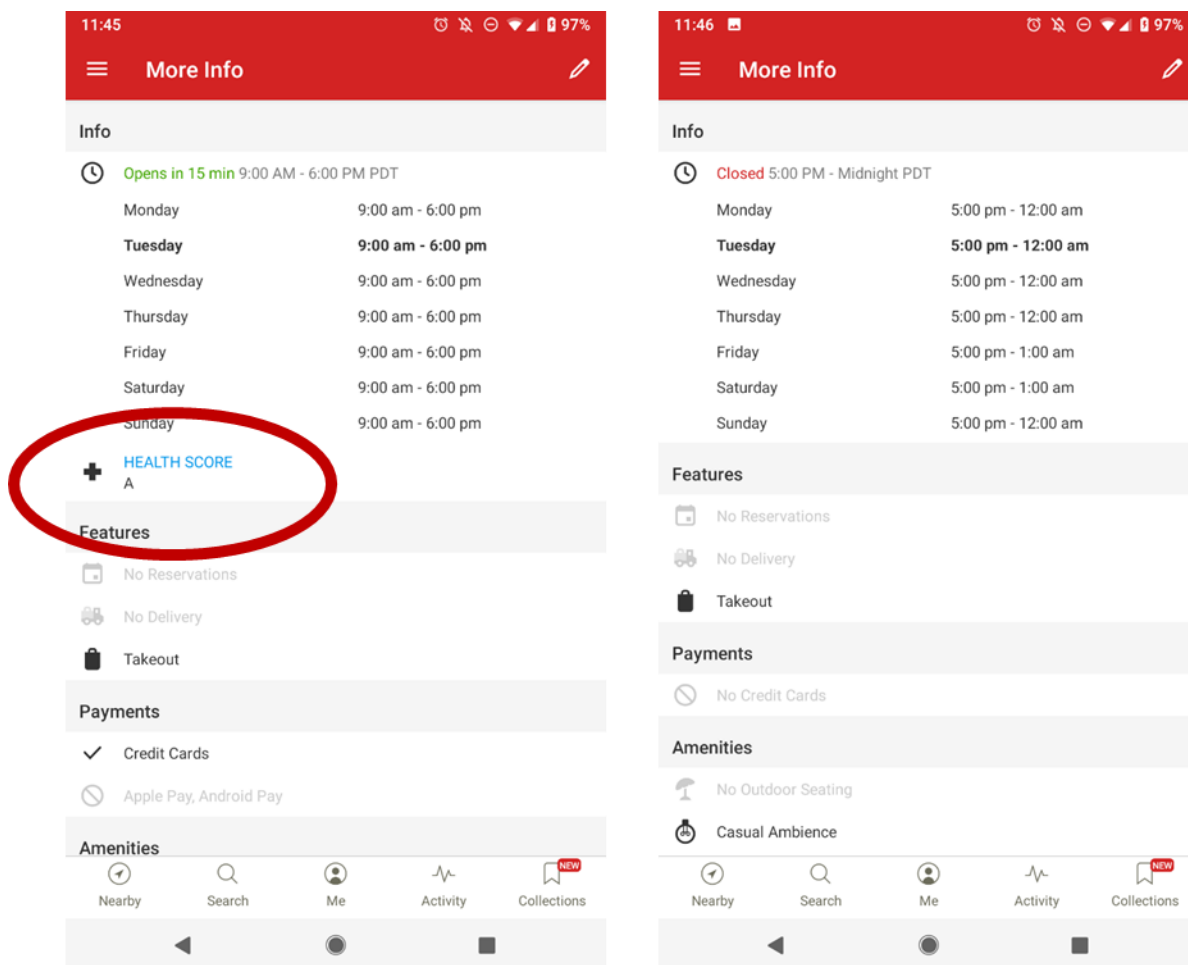 11:45
97%
More Info
Info
Opens in 15 min 9:00 AM - 6:00 PM PDT
Monday 9:00 am - 6:00 pm
Tuesday 9:00 am - 6:00 pm
Wednesday 9:00 am - 6:00 pm
Thursday 9:00 am - 6:00 pm
Friday 9:00 am - 6:00 pm
Saturday 9:00 am - 6:00 pm
Sunday 9:00 am - 6:00 pm
HEALTH SCORE
A
Features
No Reservations
No Delivery
Takeout
Payments
Credit Cards
Apple Pay, Android Pay
Amenities
NEW
Nearby Search Me Activity Collections
11:46
97%
More Info
Info
Closed 5:00 PM - Midnight PDT
Monday 5:00 pm - 12:00 am
Tuesday 5:00 pm - 12:00 am
Wednesday 5:00 pm - 12:00 am
Thursday 5:00 pm - 12:00 am
Friday 5:00 pm - 1:00 am
Saturday 5:00 pm - 1:00 am
Sunday 5:00 pm - 12:00 am
Features
No Reservations
No Delivery
Takeout
Payments
No Credit Cards
Amenities
No Outdoor Seating
Casual Ambience
NEW
Nearby Search Me Activity Collections